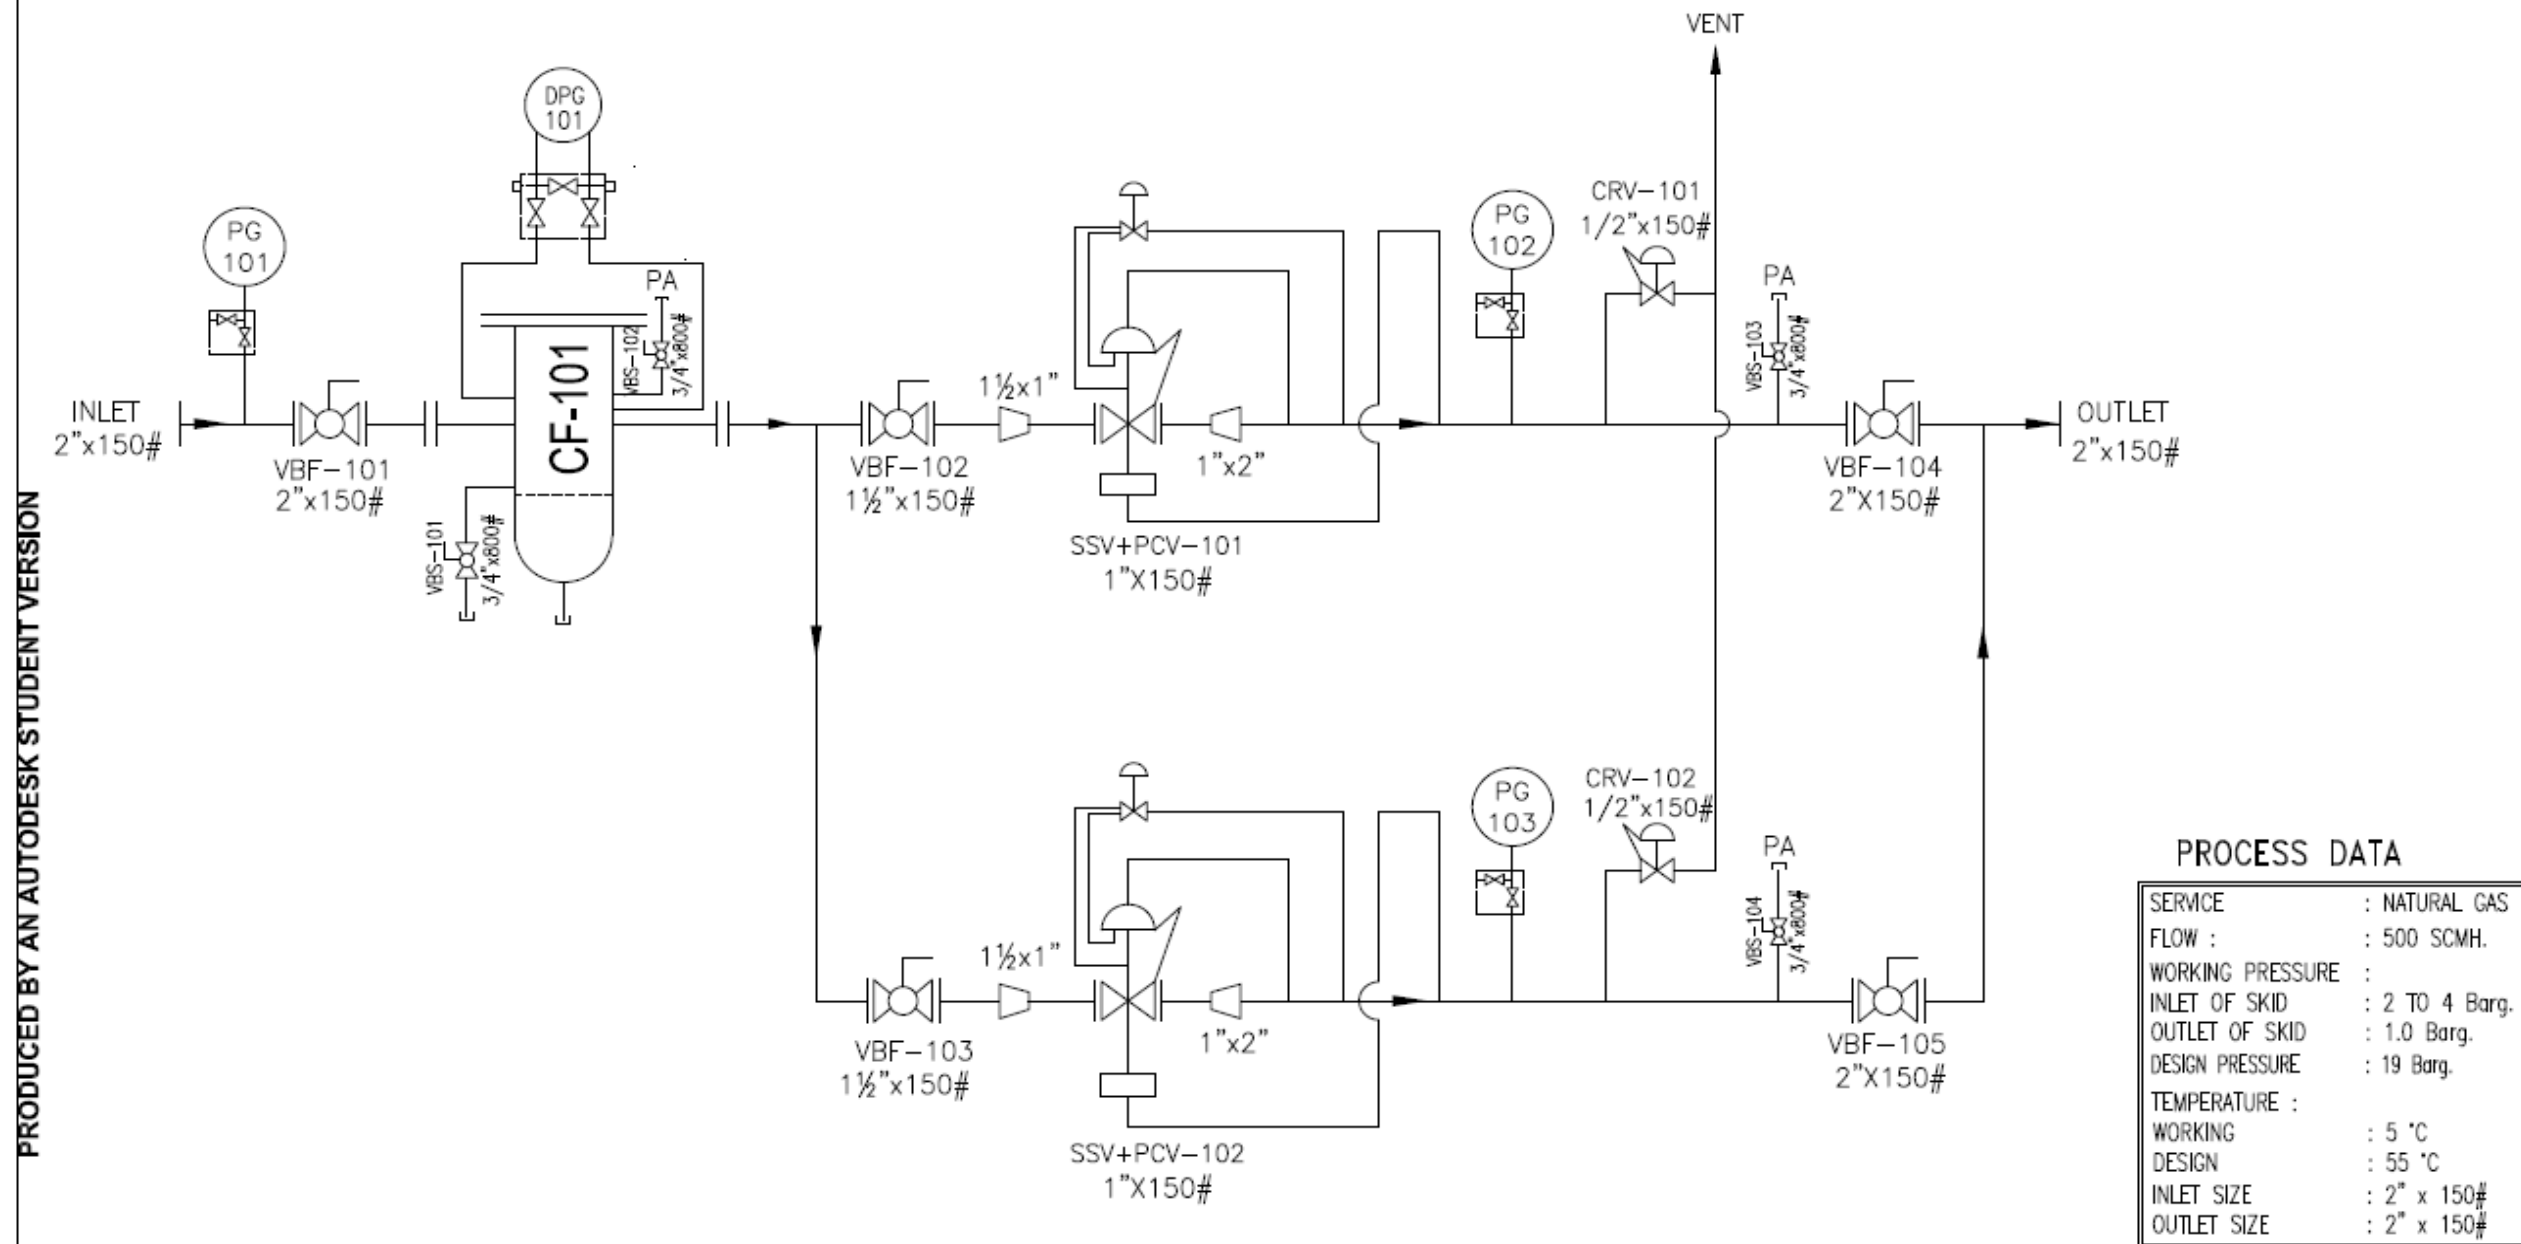 VENT
DPG
101
PG
101
PA
VBS-102
3/4"x800#
CF-101
INLET
2"x150#
VBF-101
2"x150#
VBS-101
3/4"x800#
VBF-102
1½"x150#
1½x1"
1"x2"
SSV+PCV-101
1"X150#
PG
102
CRV-101
1/2"x150#
PA
VBS-103
3/4"x800#
VBF-104
2"X150#
OUTLET
2"x150#
VBF-103
1½"x150#
1½x1"
1"x2"
SSV+PCV-102
1"X150#
PG
103
CRV-102
1/2"x150#
PA
VBS-104
3/4"x800#
VBF-105
2"X150#
PROCESS DATA
SERVICE : NATURAL GAS
FLOW : : 500 SCMH.
WORKING PRESSURE :
INLET OF SKID : 2 TO 4 Barg.
OUTLET OF SKID : 1.0 Barg.
DESIGN PRESSURE : 19 Barg.
TEMPERATURE :
WORKING : 5 °C
DESIGN : 55 °C
INLET SIZE : 2" x 150#
OUTLET SIZE : 2" x 150#
PRODUCED BY AN AUTODESK STUDENT VERSION